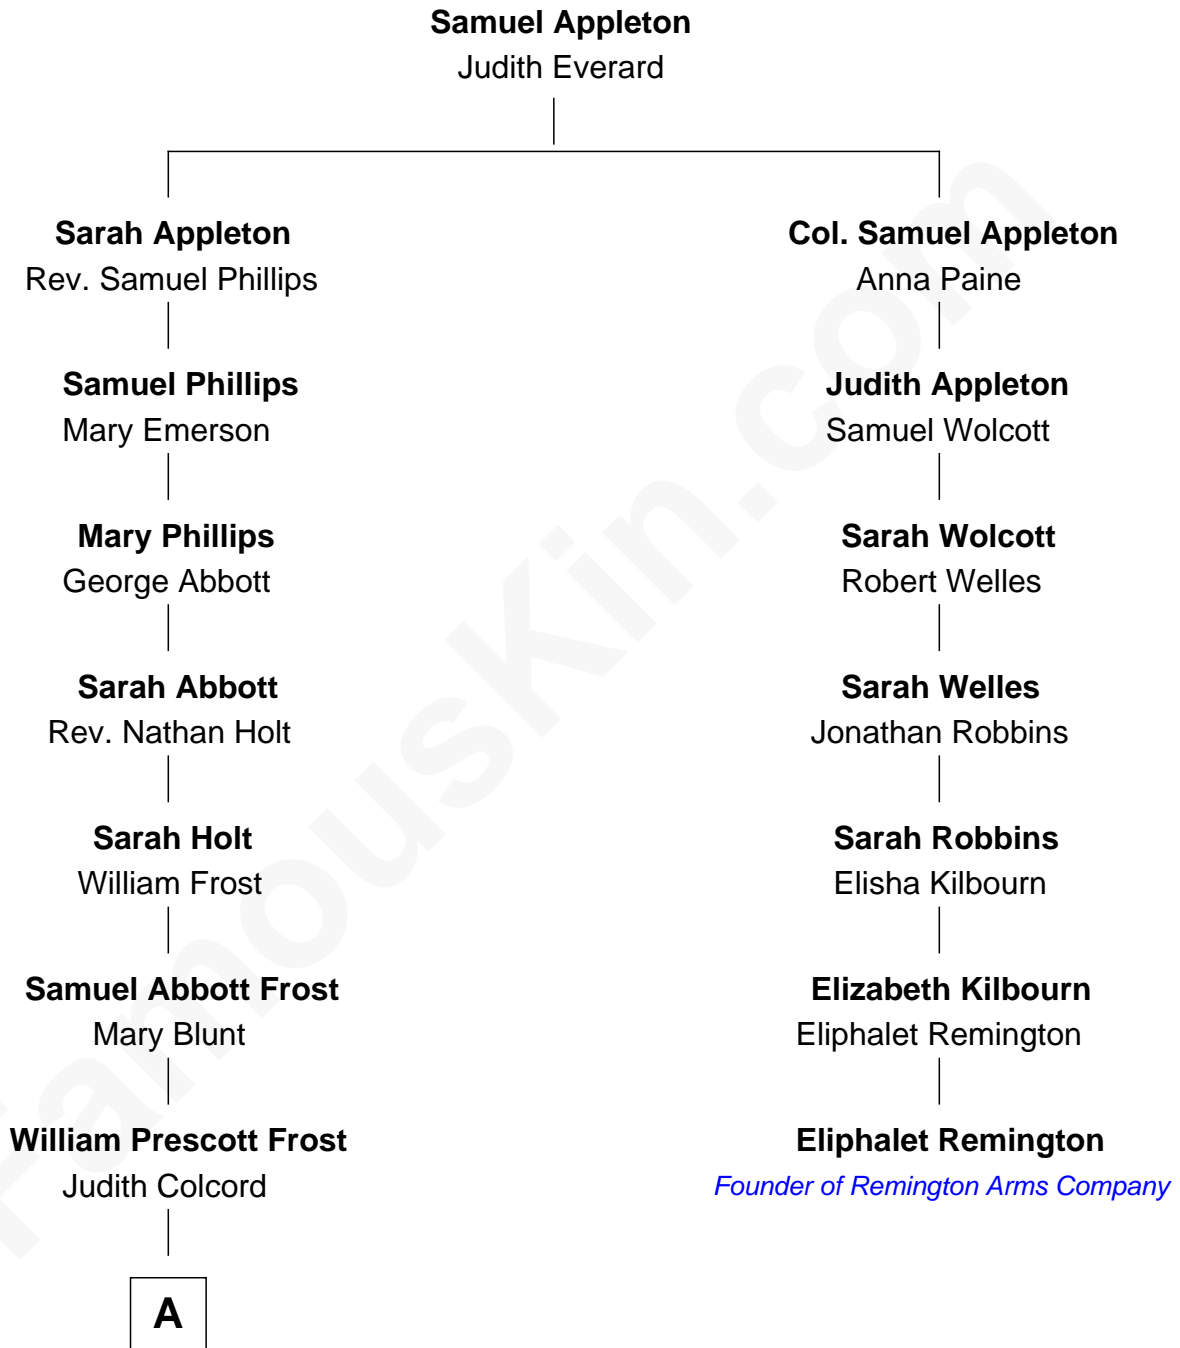 Samuel Appleton
Judith Everard
Sarah Appleton
Rev. Samuel Phillips
Col. Samuel Appleton
Anna Paine
Samuel Phillips
Mary Emerson
Judith Appleton
Samuel Wolcott
Mary Phillips
George Abbott
Sarah Wolcott
Robert Welles
Sarah Abbott
Rev. Nathan Holt
Sarah Welles
Jonathan Robbins
Sarah Holt
William Frost
Sarah Robbins
Elisha Kilbourn
Samuel Abbott Frost
Mary Blunt
Elizabeth Kilbourn
Eliphalet Remington
William Prescott Frost
Judith Colcord
Eliphalet Remington
Founder of Remington Arms Company
A
FamousKin.com